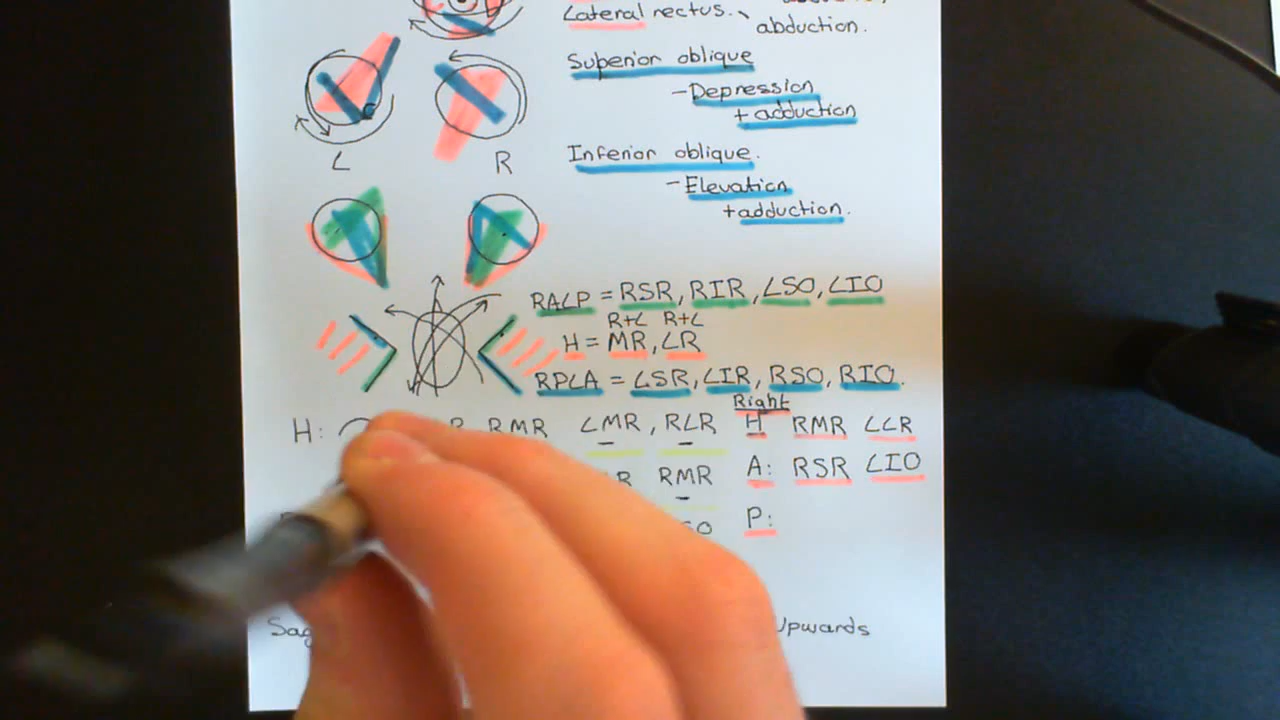 Lateral rectus.
abduction.
Superior oblique
- Depression
+ adduction
Inferior oblique.
- Elevation
+ adduction.
L R
RALP = RSR, RIR, LSO, LIO
R+L R+L
H = MR, LR
RPLA = LSR, LIR, RSO, RIO.
Right
H: RMR LMR, RLR H RMR LLR
RMR A: RSR LIO
P:
Upwards